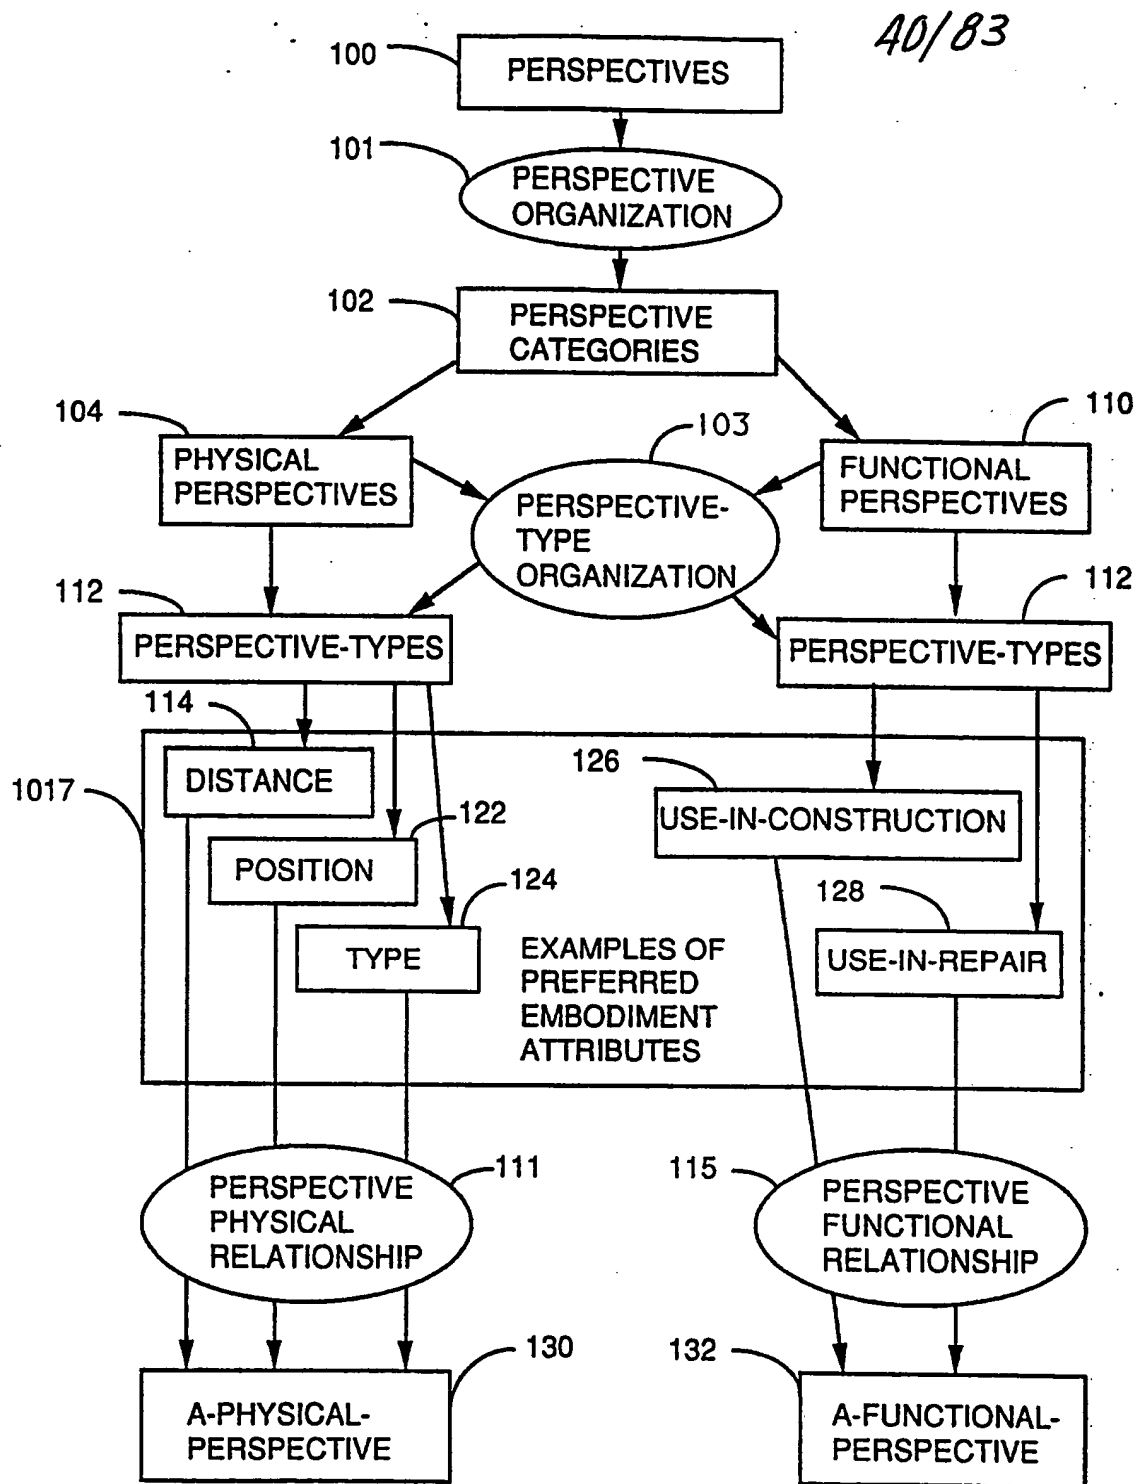 40/83
100
PERSPECTIVES
101
PERSPECTIVE
ORGANIZATION
102
PERSPECTIVE
CATEGORIES
104
103
110
PHYSICAL
PERSPECTIVES
FUNCTIONAL
PERSPECTIVES
PERSPECTIVE-
TYPE
ORGANIZATION
112
112
PERSPECTIVE-TYPES
PERSPECTIVE-TYPES
114
1017
DISTANCE
126
USE-IN-CONSTRUCTION
122
POSITION
124
TYPE
128
USE-IN-REPAIR
EXAMPLES OF
PREFERRED
EMBODIMENT
ATTRIBUTES
111
PERSPECTIVE
PHYSICAL
RELATIONSHIP
115
PERSPECTIVE
FUNCTIONAL
RELATIONSHIP
130
A-PHYSICAL-
PERSPECTIVE
132
A-FUNCTIONAL-
PERSPECTIVE